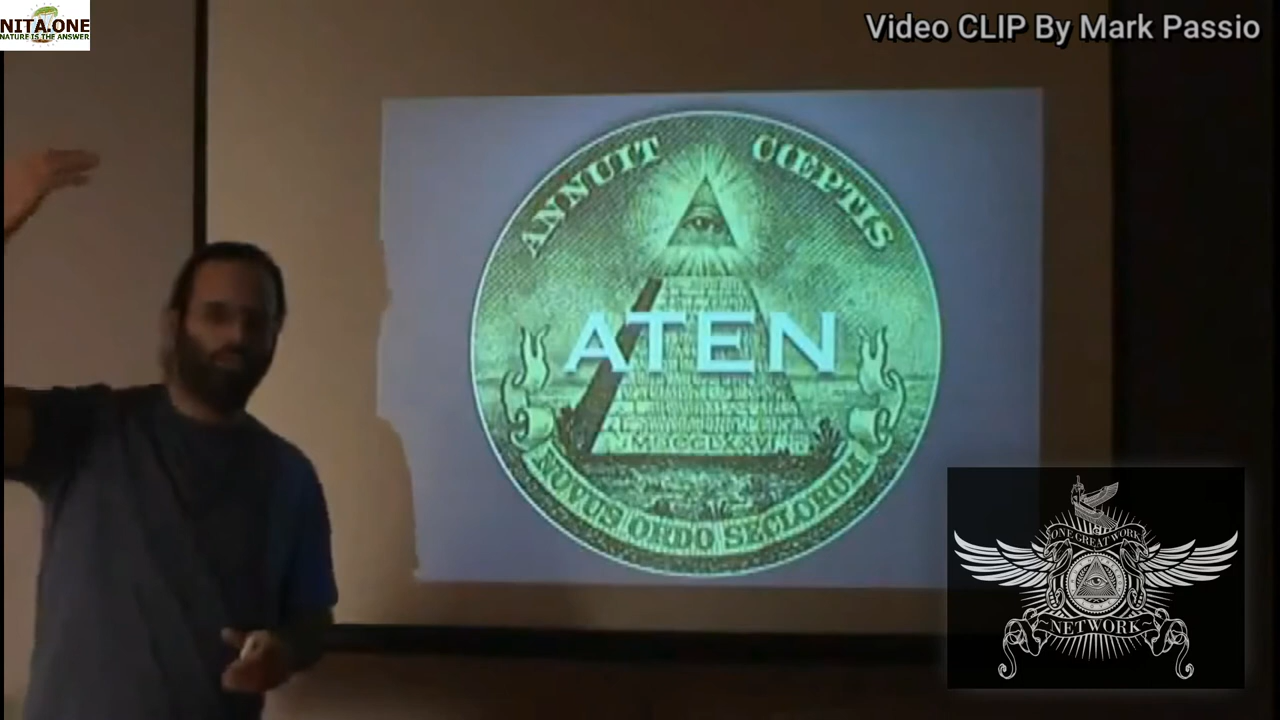 NITA.ONE
NATURE IS THE ANSWER
Video CLIP By Mark Passio
ANNUIT CŒPTIS
ATEN
MDCCLXXVI
NOVUS ORDO SECLORUM
ONE GREAT WORK
NETWORK